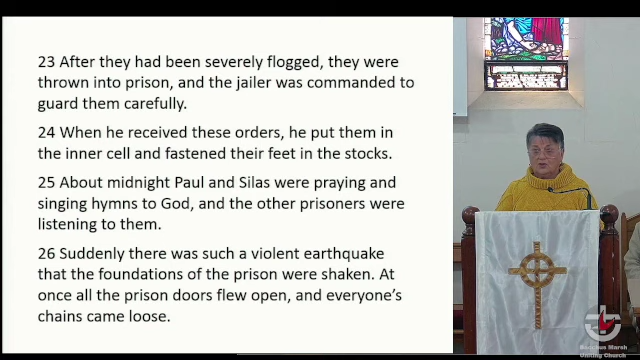 23 After they had been severely flogged, they were
thrown into prison, and the jailer was commanded to
guard them carefully.
24 When he received these orders, he put them in
the inner cell and fastened their feet in the stocks.
25 About midnight Paul and Silas were praying and
singing hymns to God, and the other prisoners were
listening to them.
26 Suddenly there was such a violent earthquake
that the foundations of the prison were shaken. At
once all the prison doors flew open, and everyone’s
chains came loose.
Bacchus Marsh
Uniting Church